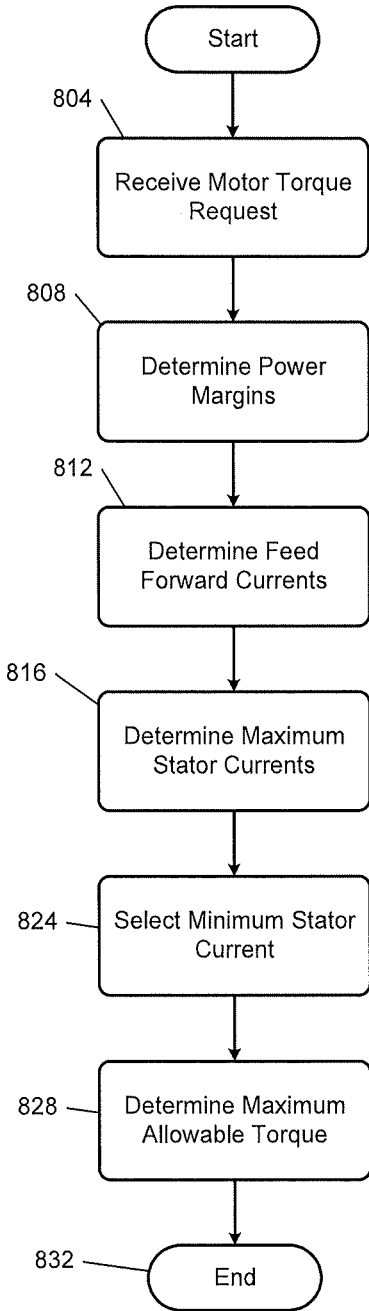 Start
804
Receive Motor Torque
Request
808
Determine Power
Margins
812
Determine Feed
Forward Currents
816
Determine Maximum
Stator Currents
824
Select Minimum Stator
Current
828
Determine Maximum
Allowable Torque
832
End